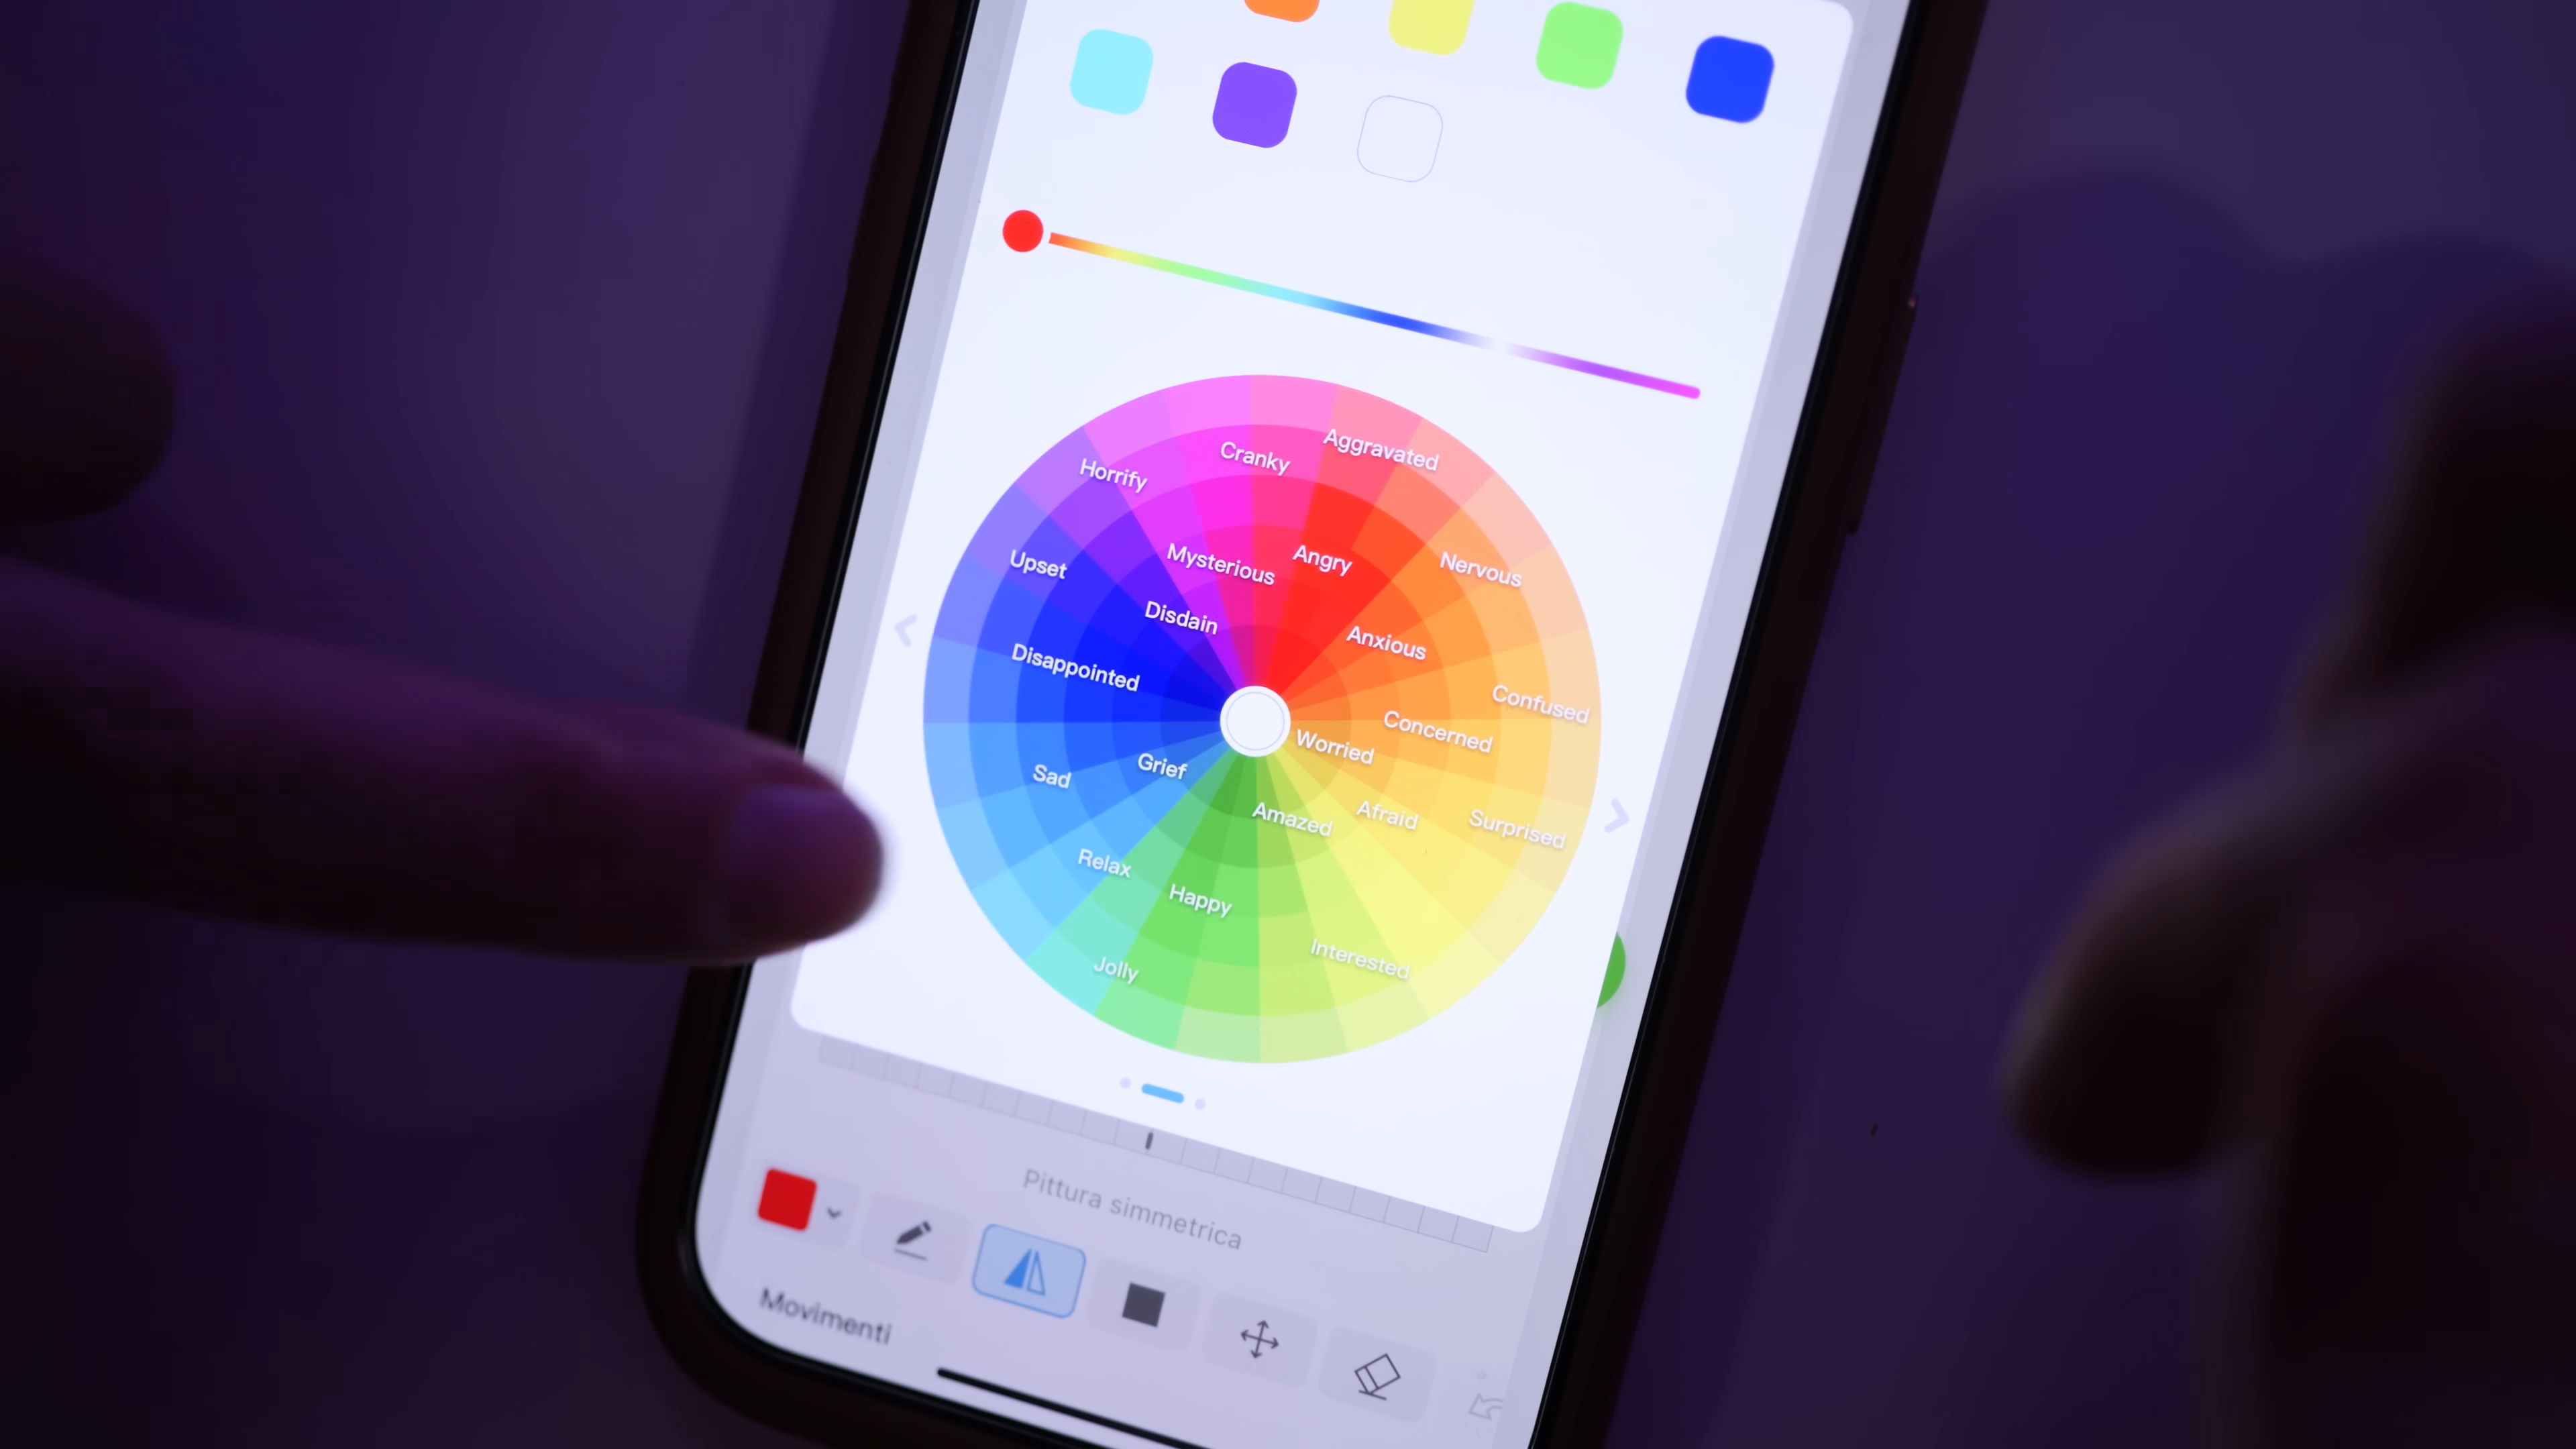 Aggravated
Cranky
Horrify
Angry
Nervous
Mysterious
Upset
Disdain
Anxious
Disappointed
Confused
Concerned
Worried
Grief
Sad
Amazed
Afraid
Surprised
Relax
Happy
Interested
Jolly
Pittura simmetrica
Movimenti